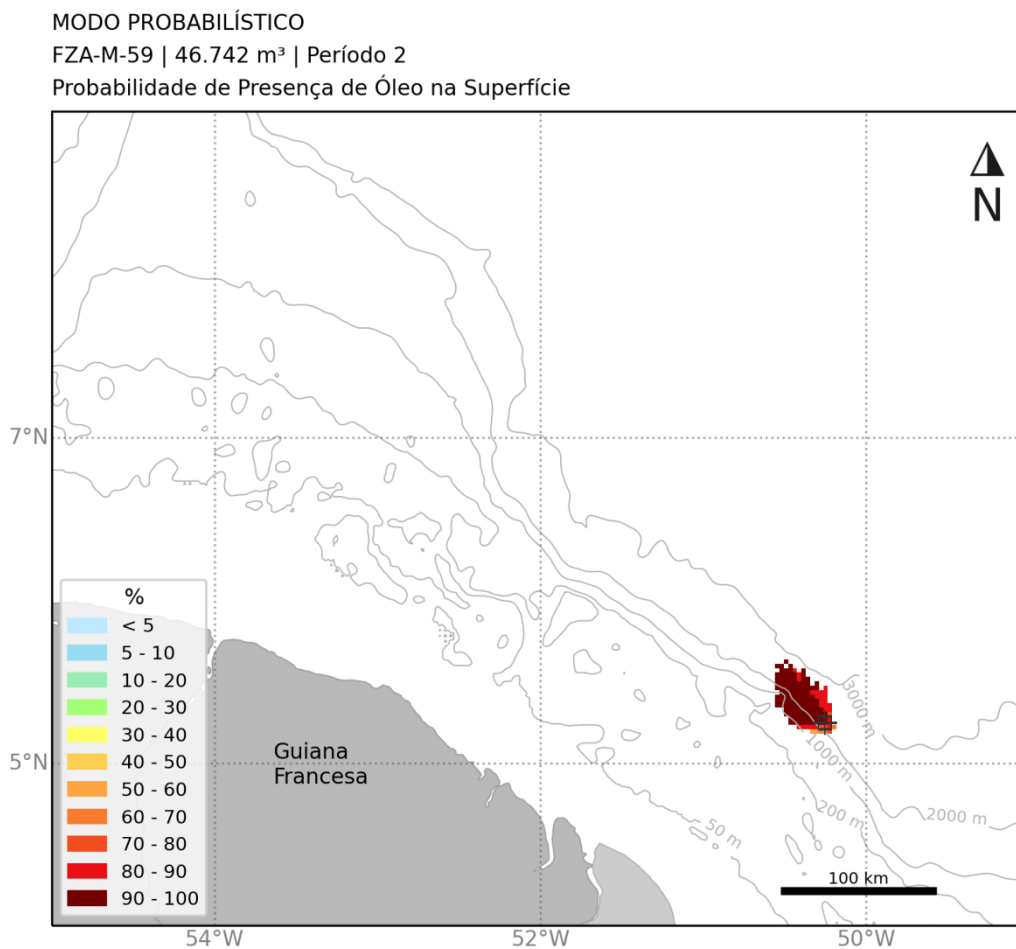 MODO PROBABILÍSTICO
FZA-M-59 | 46.742 m³ | Período 2
Probabilidade de Presença de Óleo na Superfície
N
7°N
5°N
%
< 5
5 - 10
10 - 20
20 - 30
30 - 40
40 - 50
50 - 60
60 - 70
70 - 80
80 - 90
90 - 100
Guiana
Francesa
3000 m
1000 m
2000 m
200 m
50 m
100 km
54°W
52°W
50°W